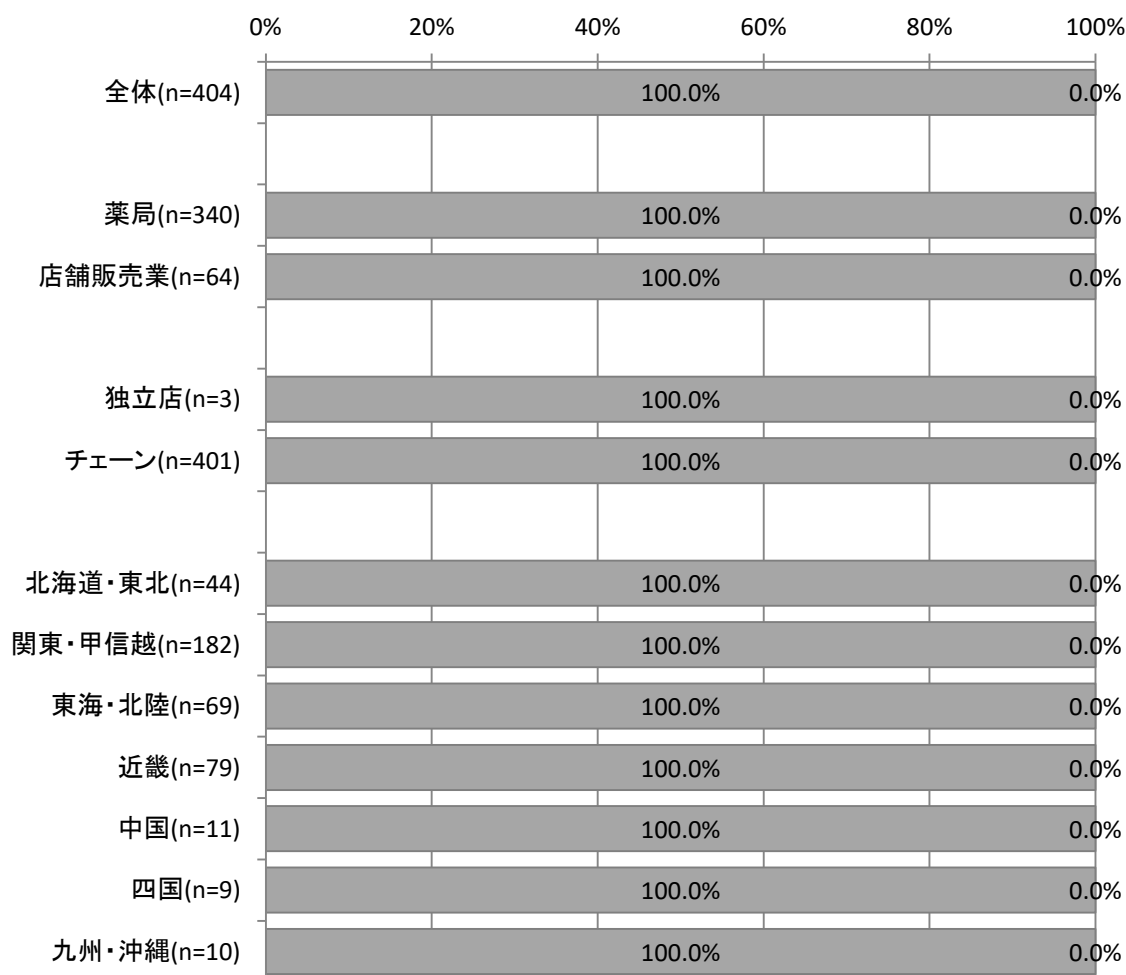 0% 20% 40% 60% 80% 100%
全体(n=404) 100.0% 0.0%
薬局(n=340) 100.0% 0.0%
店舗販売業(n=64) 100.0% 0.0%
独立店(n=3) 100.0% 0.0%
チェーン(n=401) 100.0% 0.0%
北海道・東北(n=44) 100.0% 0.0%
関東・甲信越(n=182) 100.0% 0.0%
東海・北陸(n=69) 100.0% 0.0%
近畿(n=79) 100.0% 0.0%
中国(n=11) 100.0% 0.0%
四国(n=9) 100.0% 0.0%
九州・沖縄(n=10) 100.0% 0.0%